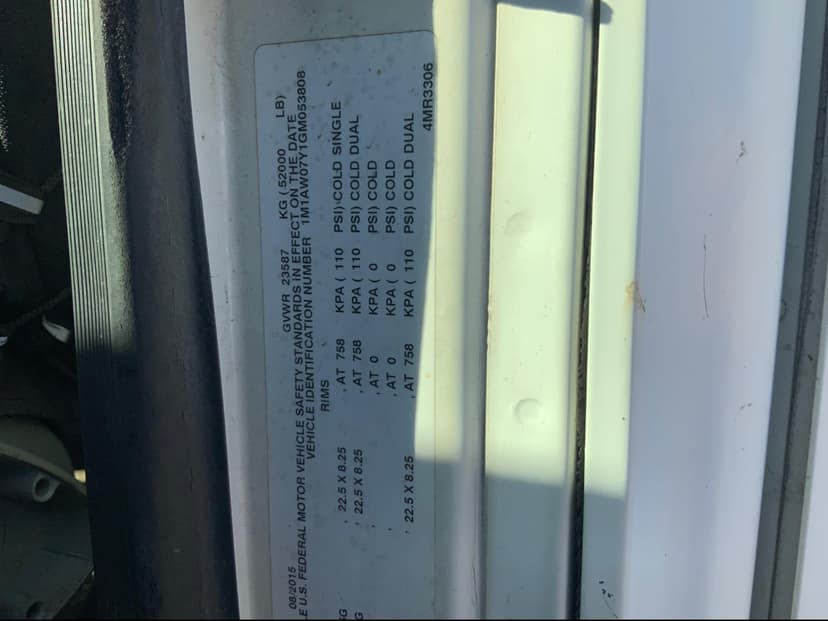 08/2015 GVWR 23587 KG ( 52000 LB)
E U.S. FEDERAL MOTOR VEHICLE SAFETY STANDARDS IN EFFECT ON THE DATE
VEHICLE IDENTIFICATION NUMBER 1M1AW07Y1GM053808
RIMS
G , 22.5 X 8.25 , AT 758 KPA ( 110 PSI) COLD SINGLE
G , 22.5 X 8.25 , AT 758 KPA ( 110 PSI) COLD DUAL
, , AT 0 KPA ( 0 PSI) COLD
, , AT 0 KPA ( 0 PSI) COLD
, 22.5 X 8.25 , AT 758 KPA ( 110 PSI) COLD DUAL
4MR3306